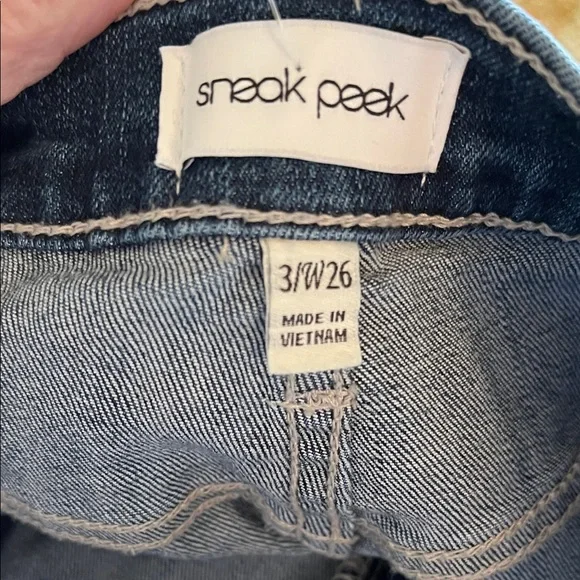 sneak peek
3/W26
MADE IN
VIETNAM